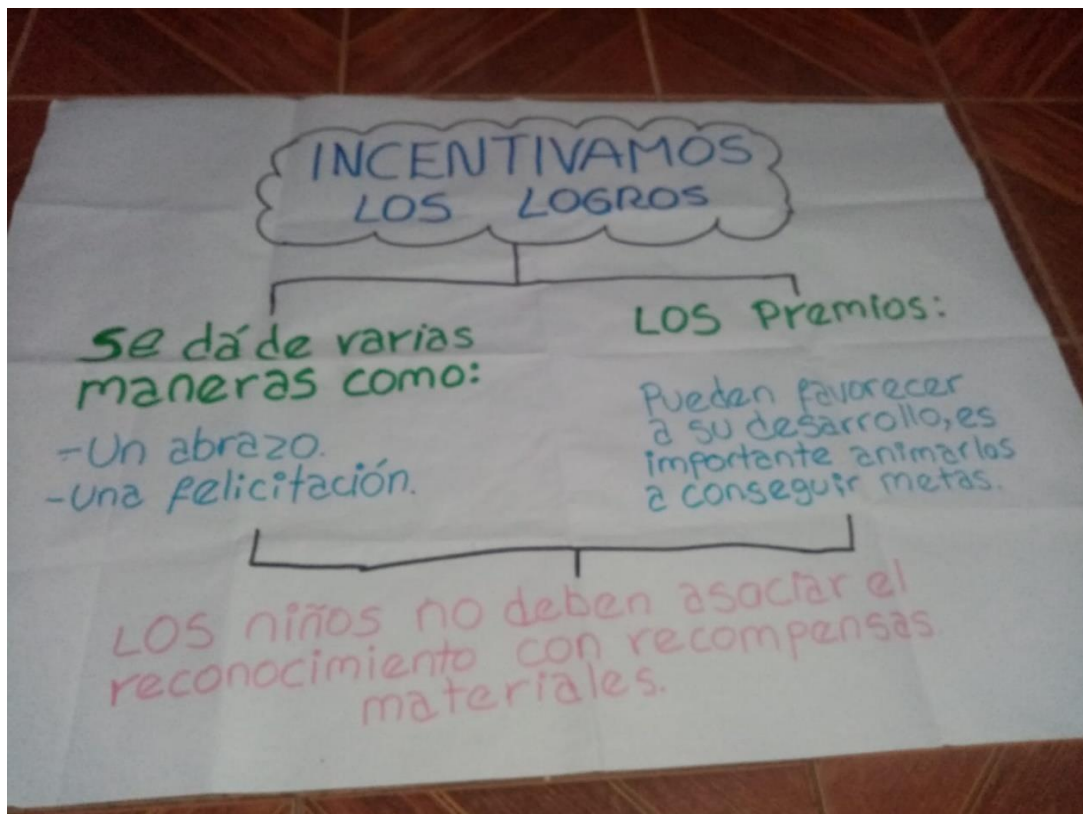 INCENTIVAMOS
LOS LOGROS
Se dá de varias
maneras como:
-Un abrazo.
-Una felicitación.
LOS Premios:
Pueden favorecer
a su desarrollo, es
importante animarlos
a conseguir metas.
LOS niños no deben asociar el
reconocimiento con recompensas
materiales.